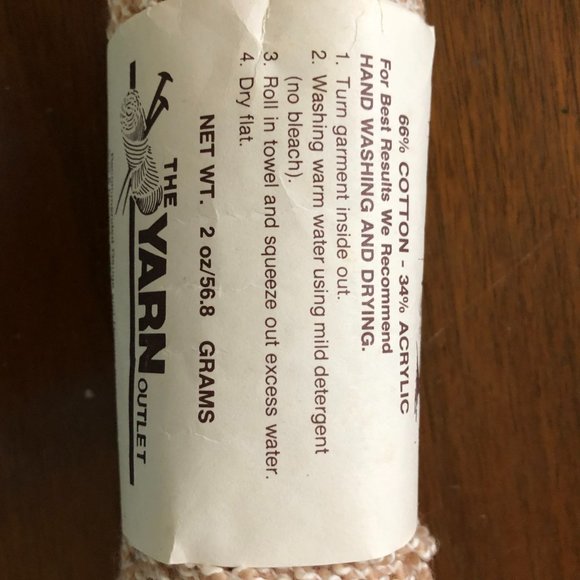 66% COTTON - 34% ACRYLIC
For Best Results We Recommend
HAND WASHING AND DRYING.
1. Turn garment inside out.
2. Washing warm water using mild detergent
(no bleach).
3. Roll in towel and squeeze out excess water.
4. Dry flat.
NET WT. 2 oz/56.8 GRAMS
THE YARN OUTLET